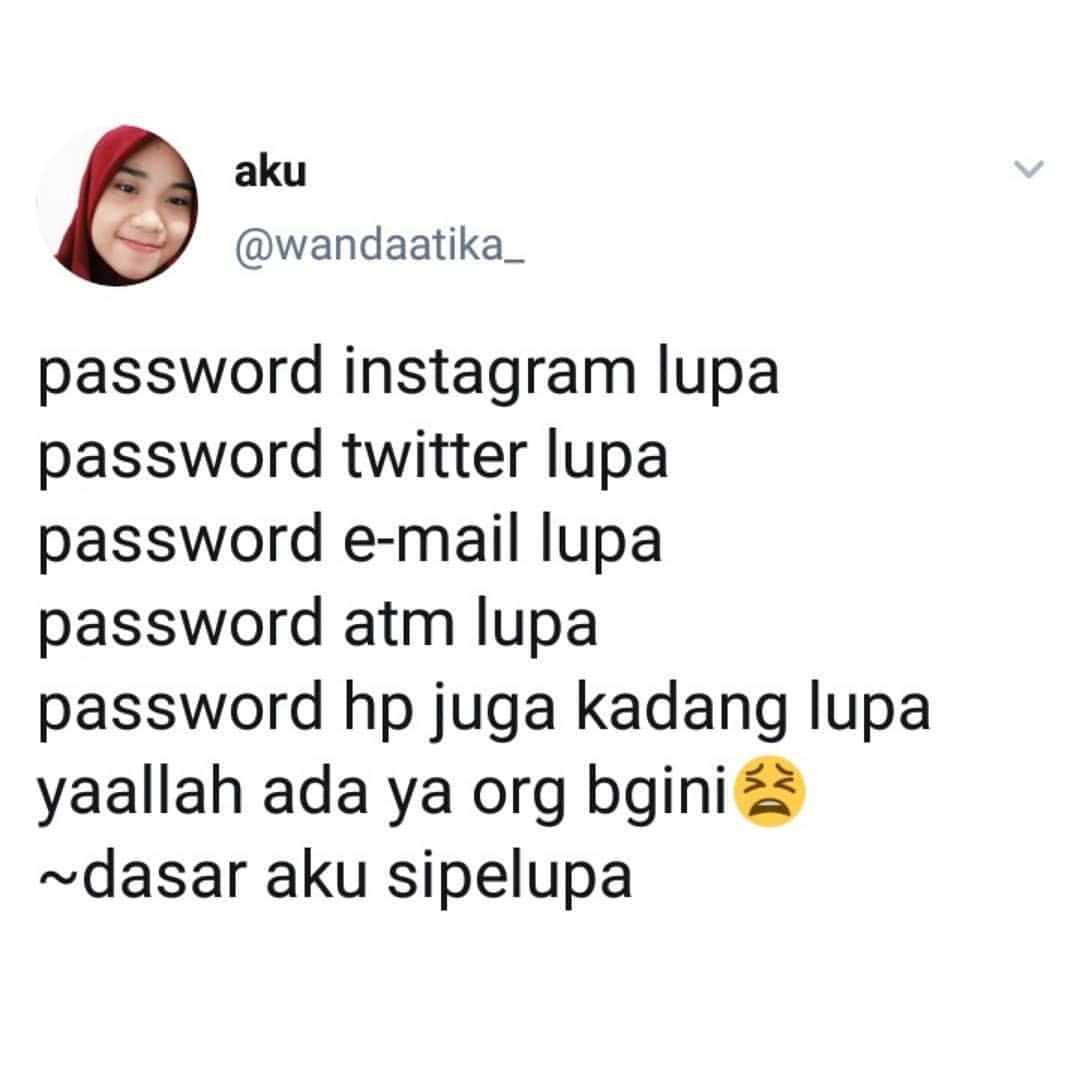 aku
@wandaatika_
password instagram lupa
password twitter lupa
password e-mail lupa
password atm lupa
password hp juga kadang lupa
yaallah ada ya org bgini😫
~dasar aku sipelupa